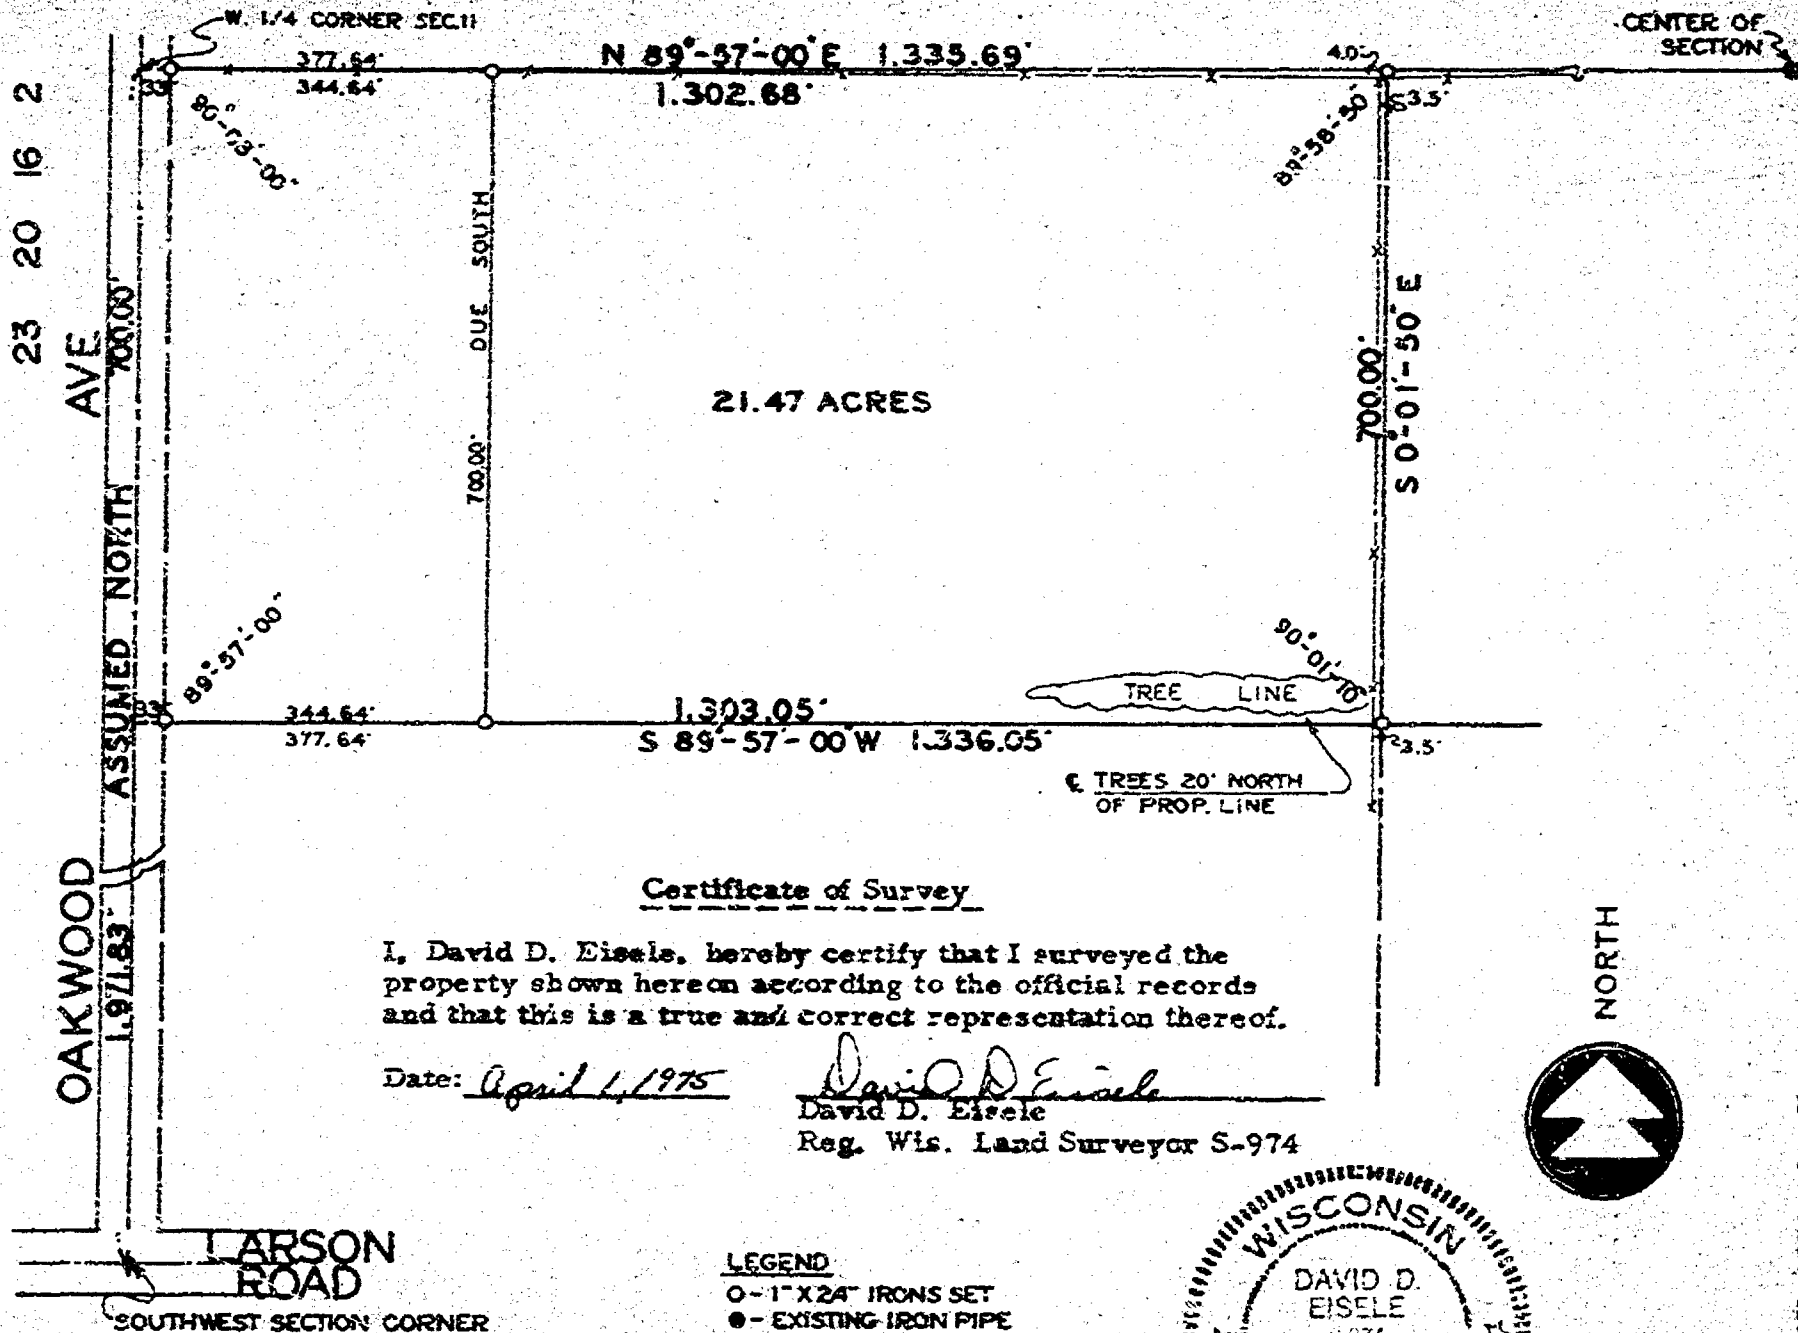 W. 1/4 CORNER SEC.11
CENTER OF
SECTION
377.64'
N 89°-57'-00" E 1,335.69'
4.0'
33'
344.64'
1,302.68'
3.5'
90°-03'-00"
89°-58'-50"
23 20 16 2
DUE SOUTH
700.00'
700.00'
21.47 ACRES
700.00'
S 0°-01'-50" E
ASSUMED NORTH
OAKWOOD AVE
89°-57'-00"
90°-01'-10"
TREE LINE
33'
344.64'
1,303.05'
377.64'
S 89°-57'-00" W 1,336.05'
3.5'
℄ TREES 20' NORTH
OF PROP. LINE
1,971.83'
Certificate of Survey
I, David D. Eisele, hereby certify that I surveyed the
property shown hereon according to the official records
and that this is a true and correct representation thereof.
Date: April 1, 1975
David D Eisele
David D. Eisele
Reg. Wis. Land Surveyor S-974
NORTH
LARSON
ROAD
SOUTHWEST SECTION CORNER
LEGEND
O - 1" X 24" IRONS SET
● - EXISTING IRON PIPE
WISCONSIN
DAVID D.
EISELE